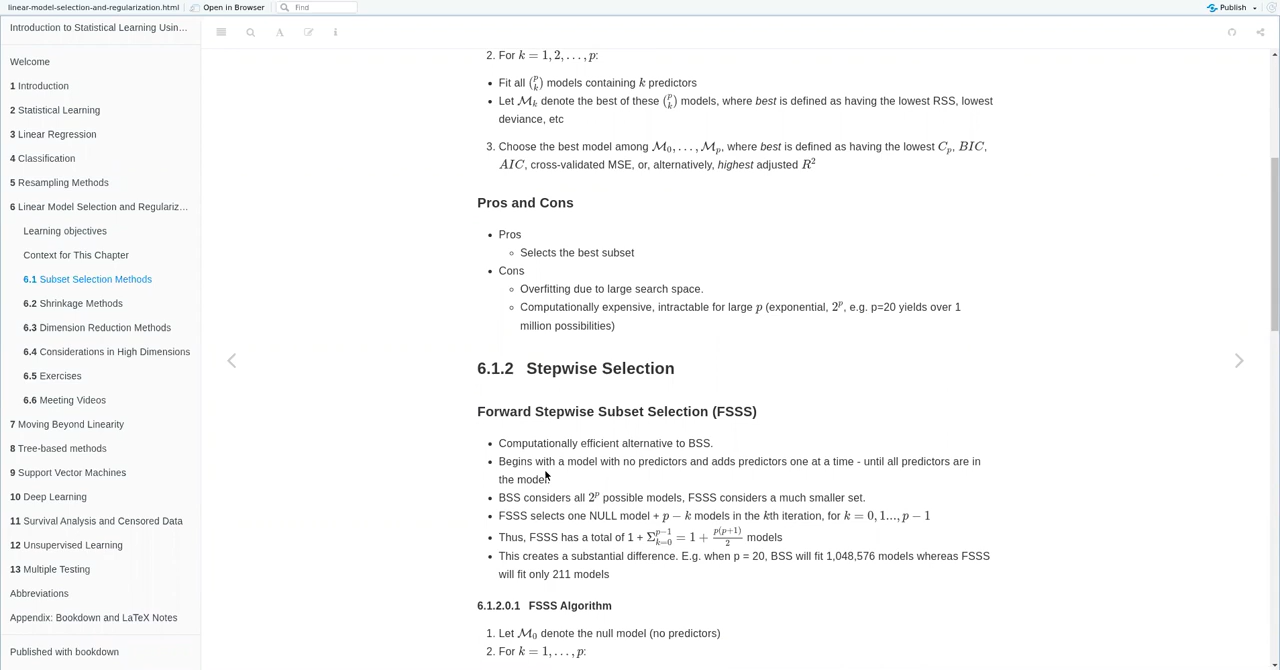 linear-model-selection-and-regularization.html Open in Browser Find Publish
Introduction to Statistical Learning Usin…
Welcome
1 Introduction
2 Statistical Learning
3 Linear Regression
4 Classification
5 Resampling Methods
6 Linear Model Selection and Regulariz…
Learning objectives
Context for This Chapter
6.1 Subset Selection Methods
6.2 Shrinkage Methods
6.3 Dimension Reduction Methods
6.4 Considerations in High Dimensions
6.5 Exercises
6.6 Meeting Videos
7 Moving Beyond Linearity
8 Tree-based methods
9 Support Vector Machines
10 Deep Learning
11 Survival Analysis and Censored Data
12 Unsupervised Learning
13 Multiple Testing
Abbreviations
Appendix: Bookdown and LaTeX Notes
Published with bookdown
2. For k = 1, 2, . . . , p:
• Fit all (p k) models containing k predictors
• Let ℳk denote the best of these (p k) models, where best is defined as having the lowest RSS, lowest
deviance, etc
3. Choose the best model among ℳ0, . . . , ℳp, where best is defined as having the lowest Cp, BIC,
AIC, cross-validated MSE, or, alternatively, highest adjusted R²
Pros and Cons
• Pros
◦ Selects the best subset
• Cons
◦ Overfitting due to large search space.
◦ Computationally expensive, intractable for large p (exponential, 2^p, e.g. p=20 yields over 1
million possibilities)
6.1.2 Stepwise Selection
Forward Stepwise Subset Selection (FSSS)
• Computationally efficient alternative to BSS.
• Begins with a model with no predictors and adds predictors one at a time - until all predictors are in
the model.
• BSS considers all 2^p possible models, FSSS considers a much smaller set.
• FSSS selects one NULL model + p − k models in the kth iteration, for k = 0, 1..., p − 1
• Thus, FSSS has a total of 1 + Σ_{k=0}^{p−1} = 1 + p(p+1)/2 models
• This creates a substantial difference. E.g. when p = 20, BSS will fit 1,048,576 models whereas FSSS
will fit only 211 models
6.1.2.0.1 FSSS Algorithm
1. Let ℳ0 denote the null model (no predictors)
2. For k = 1, . . . , p: